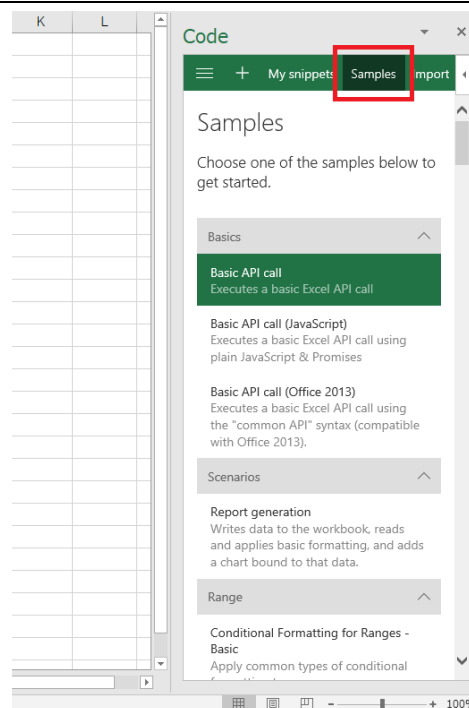 K L
Code
My snippets Samples Import
Samples
Choose one of the samples below to
get started.
Basics
Basic API call
Executes a basic Excel API call
Basic API call (JavaScript)
Executes a basic Excel API call using
plain JavaScript & Promises
Basic API call (Office 2013)
Executes a basic Excel API call using
the "common API" syntax (compatible
with Office 2013).
Scenarios
Report generation
Writes data to the workbook, reads
and applies basic formatting, and adds
a chart bound to that data.
Range
Conditional Formatting for Ranges -
Basic
Apply common types of conditional
100%